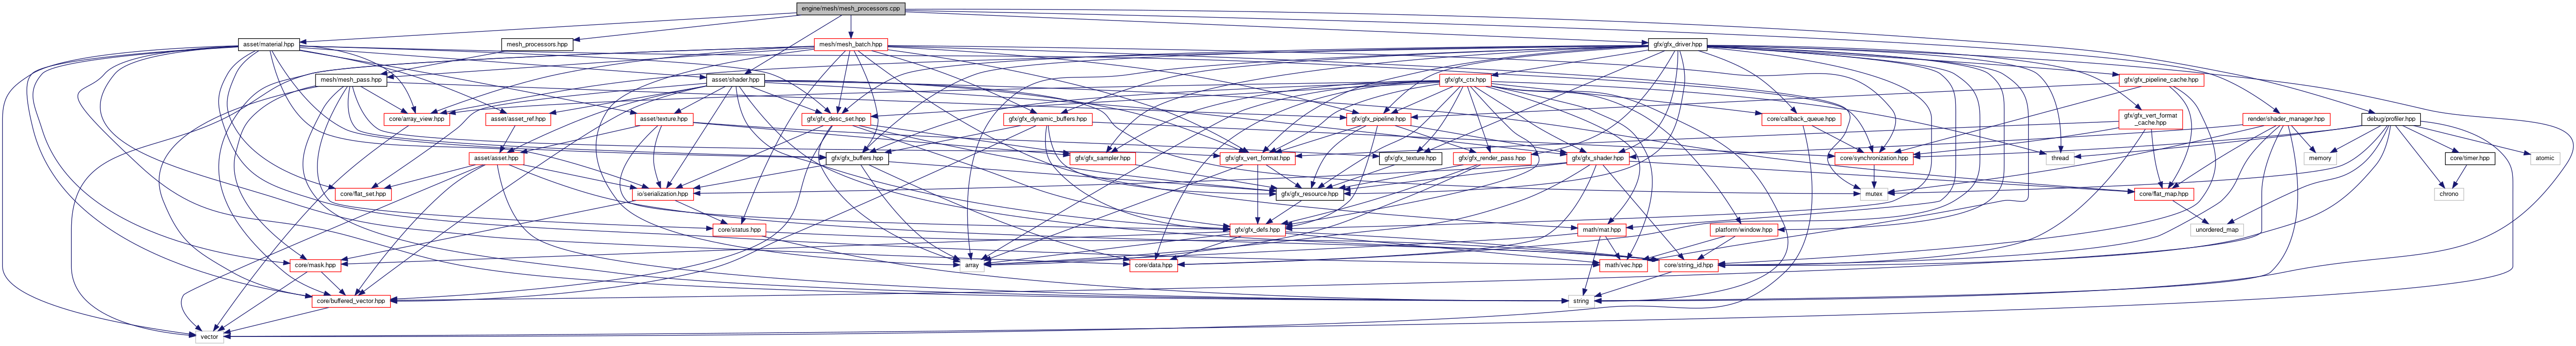 engine/mesh/mesh_processors.cpp
asset/material.hpp
mesh_processors.hpp
mesh/mesh_batch.hpp
gfx/gfx_driver.hpp
mesh/mesh_pass.hpp
asset/shader.hpp
gfx/gfx_ctx.hpp
gfx/gfx_pipeline_cache.hpp
core/array_view.hpp
asset/asset_ref.hpp
asset/texture.hpp
gfx/gfx_desc_set.hpp
gfx/gfx_dynamic_buffers.hpp
gfx/gfx_pipeline.hpp
core/callback_queue.hpp
gfx/gfx_vert_format
_cache.hpp
render/shader_manager.hpp
debug/profiler.hpp
asset/asset.hpp
gfx/gfx_buffers.hpp
gfx/gfx_sampler.hpp
gfx/gfx_vert_format.hpp
gfx/gfx_texture.hpp
gfx/gfx_render_pass.hpp
gfx/gfx_shader.hpp
core/synchronization.hpp
thread
memory
core/timer.hpp
atomic
core/flat_set.hpp
io/serialization.hpp
gfx/gfx_resource.hpp
mutex
core/flat_map.hpp
chrono
core/status.hpp
gfx/gfx_defs.hpp
math/mat.hpp
platform/window.hpp
unordered_map
core/mask.hpp
array
core/data.hpp
math/vec.hpp
core/string_id.hpp
core/buffered_vector.hpp
string
vector